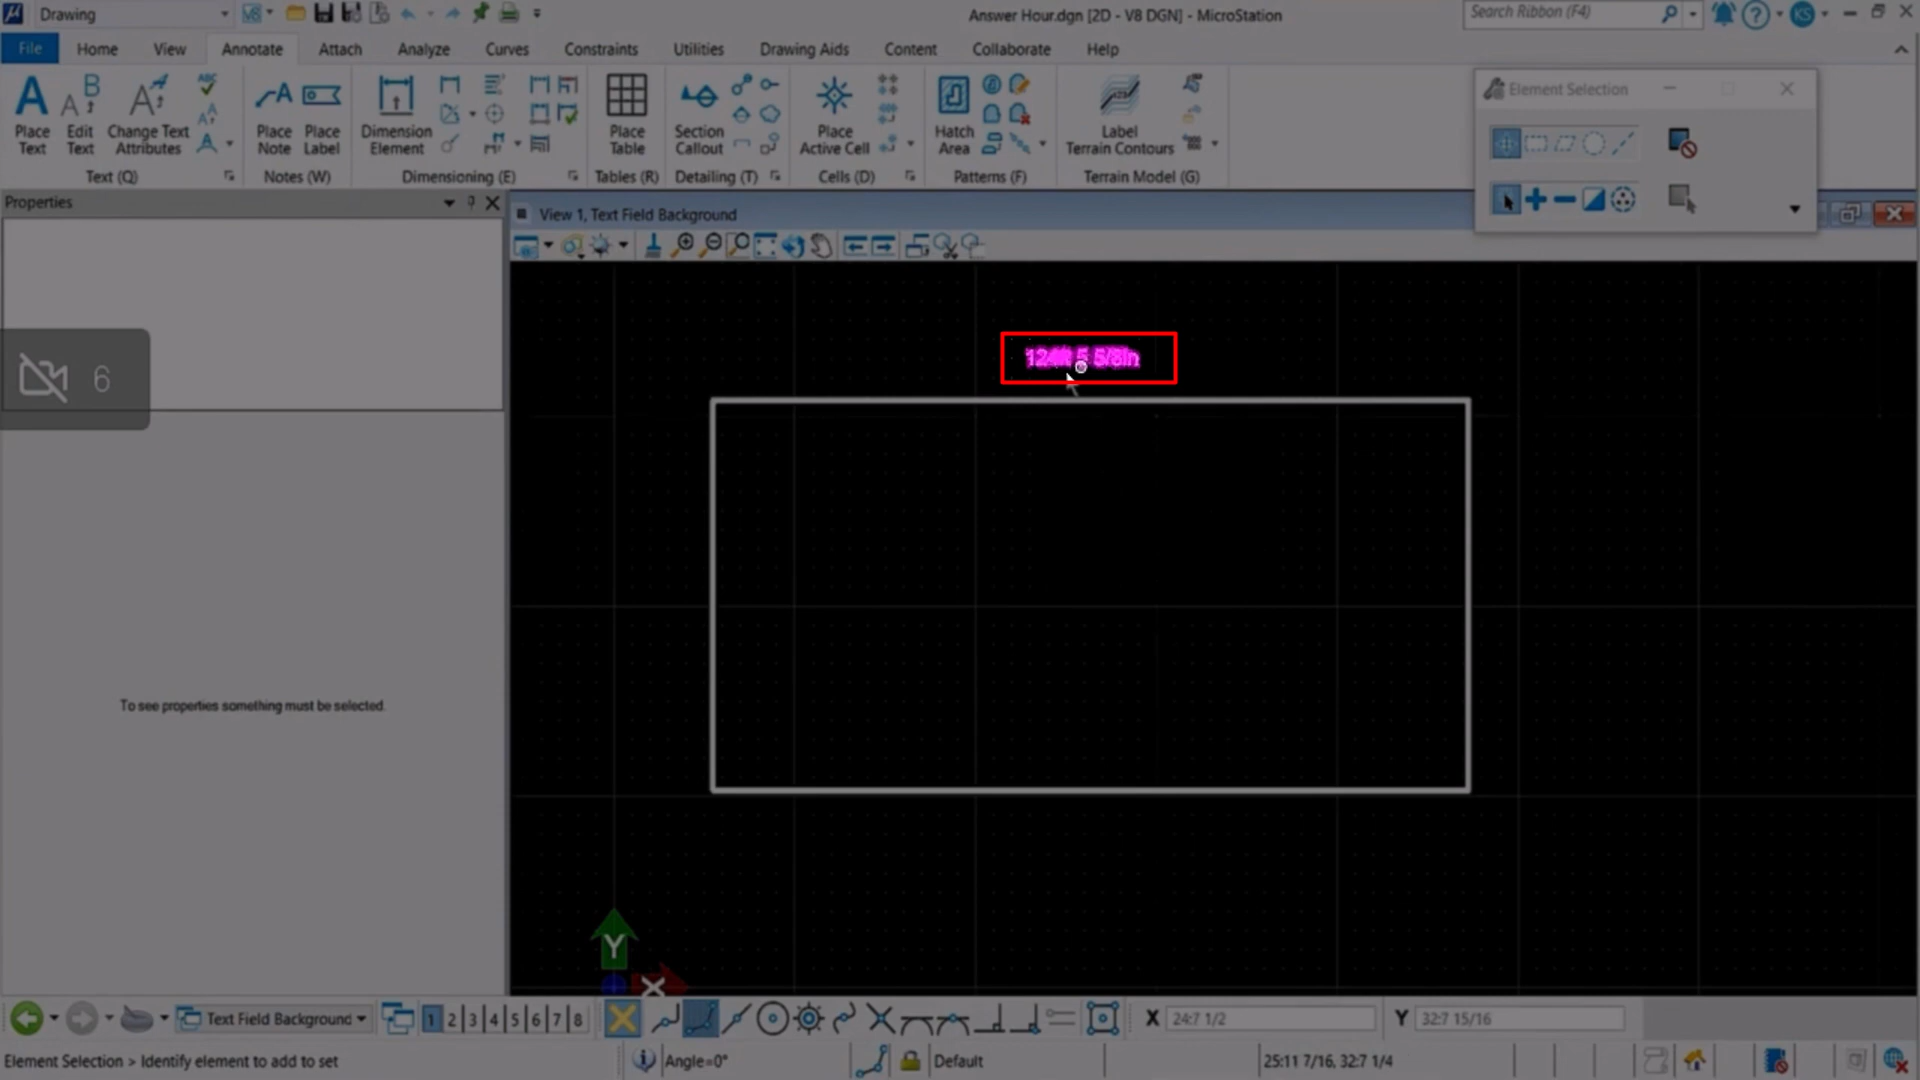 Drawing
Answer Hour.dgn [2D - V8 DGN] - MicroStation
Search Ribbon (F4)
KS
File Home View Annotate Attach Analyze Curves Constraints Utilities Drawing Aids Content Collaborate Help
Place Text
Edit Text
Change Text Attributes
Place Note
Place Label
Dimension Element
Place Table
Section Callout
Place Active Cell
Hatch Area
Label Terrain Contours
Text (Q) Notes (W) Dimensioning (E) Tables (R) Detailing (T) Cells (D) Patterns (F) Terrain Model (G)
Element Selection
Properties
View 1, Text Field Background
6
To see properties something must be selected.
Y
X
Text Field Background
1 2 3 4 5 6 7 8
X 24:7 1/2
Y 32:7 15/16
Element Selection > Identify element to add to set
Angle=0°
Default
25:11 7/16, 32:7 1/4